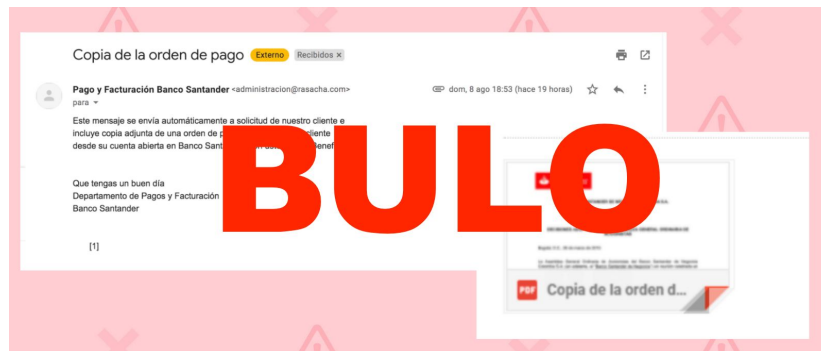 Copia de la orden de pago Externo Recibidos ×
Pago y Facturación Banco Santander <administracion@rasacha.com> dom, 8 ago 18:53 (hace 19 horas)
para
Este mensaje se envía automáticamente a solicitud de nuestro cliente e
incluye copia adjunta de una orden de cliente
desde su cuenta abierta en Banco
Que tengas un buen día
Departamento de Pagos y Facturación
Banco Santander
[1]
BULO
PDF Copia de la orden d...